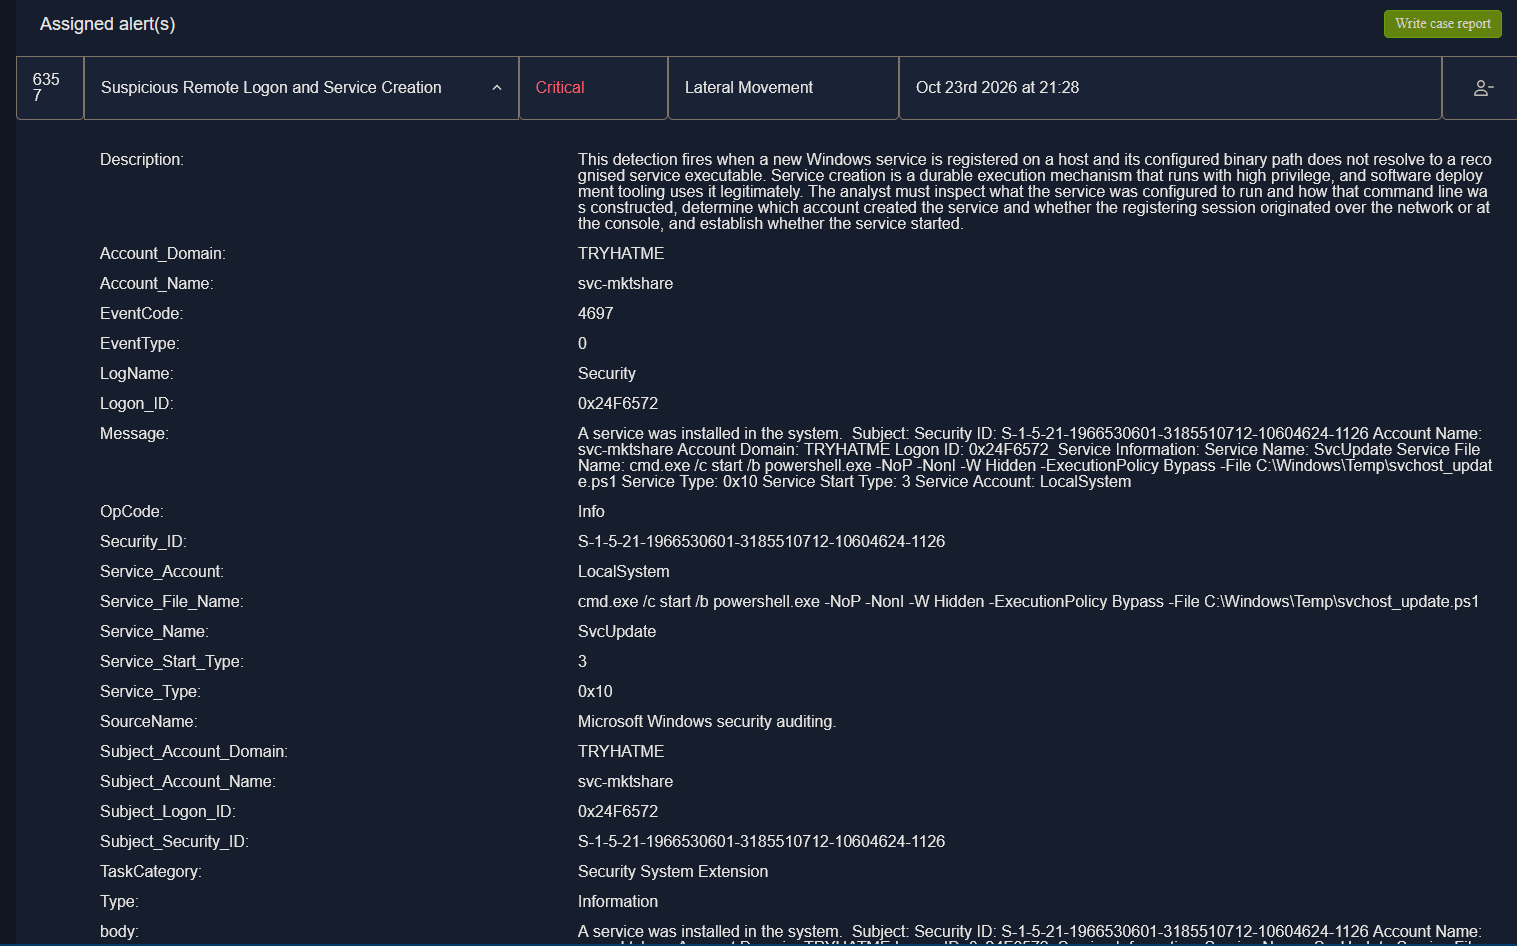 Assigned alert(s)
Write case report
635
7
Suspicious Remote Logon and Service Creation
Critical
Lateral Movement
Oct 23rd 2026 at 21:28
Description:
This detection fires when a new Windows service is registered on a host and its configured binary path does not resolve to a reco
gnised service executable. Service creation is a durable execution mechanism that runs with high privilege, and software deploy
ment tooling uses it legitimately. The analyst must inspect what the service was configured to run and how that command line wa
s constructed, determine which account created the service and whether the registering session originated over the network or at
the console, and establish whether the service started.
Account_Domain:
TRYHATME
Account_Name:
svc-mktshare
EventCode:
4697
EventType:
0
LogName:
Security
Logon_ID:
0x24F6572
Message:
A service was installed in the system.  Subject: Security ID: S-1-5-21-1966530601-3185510712-10604624-1126 Account Name:
svc-mktshare Account Domain: TRYHATME Logon ID: 0x24F6572  Service Information: Service Name: SvcUpdate Service File
Name: cmd.exe /c start /b powershell.exe -NoP -NonI -W Hidden -ExecutionPolicy Bypass -File C:\Windows\Temp\svchost_updat
e.ps1 Service Type: 0x10 Service Start Type: 3 Service Account: LocalSystem
OpCode:
Info
Security_ID:
S-1-5-21-1966530601-3185510712-10604624-1126
Service_Account:
LocalSystem
Service_File_Name:
cmd.exe /c start /b powershell.exe -NoP -NonI -W Hidden -ExecutionPolicy Bypass -File C:\Windows\Temp\svchost_update.ps1
Service_Name:
SvcUpdate
Service_Start_Type:
3
Service_Type:
0x10
SourceName:
Microsoft Windows security auditing.
Subject_Account_Domain:
TRYHATME
Subject_Account_Name:
svc-mktshare
Subject_Logon_ID:
0x24F6572
Subject_Security_ID:
S-1-5-21-1966530601-3185510712-10604624-1126
TaskCategory:
Security System Extension
Type:
Information
body:
A service was installed in the system.  Subject: Security ID: S-1-5-21-1966530601-3185510712-10604624-1126 Account Name: